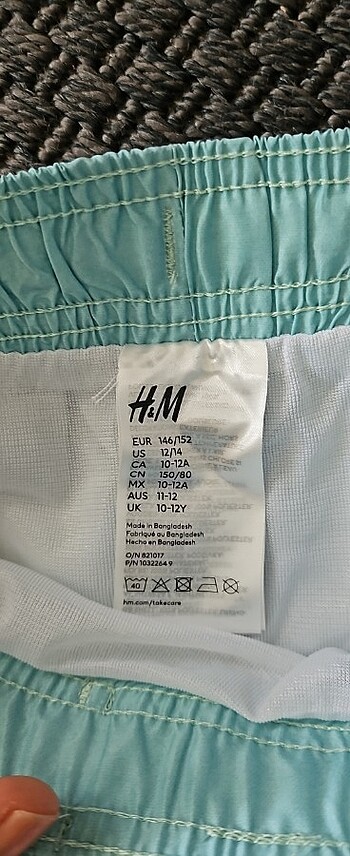 H&M
EUR 146/152
US 12/14
CA 10-12A
CN 150/80
MX 10-12A
AUS 11-12
UK 10-12Y
Made in Bangladesh
Fabriqué au Bangladesh
Hecho en Bangladesh
O/N 821017
P/N 1032264 9
40
hm.com/takecare